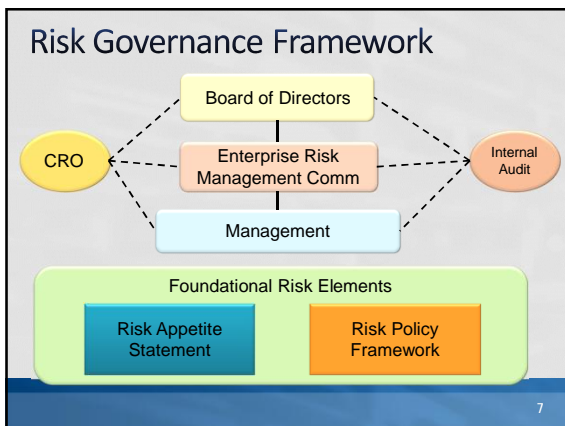 Risk Governance Framework
Board of Directors
CRO
Enterprise Risk
Management Comm
Internal
Audit
Management
Foundational Risk Elements
Risk Appetite
Statement
Risk Policy
Framework
7